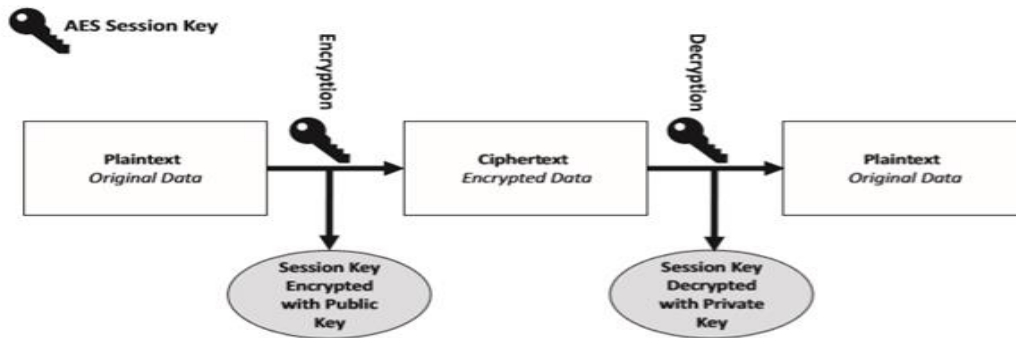 AES Session Key
Encryption
Decryption
Plaintext
Original Data
Ciphertext
Encrypted Data
Plaintext
Original Data
Session Key
Encrypted
with Public
Key
Session Key
Decrypted
with Private
Key